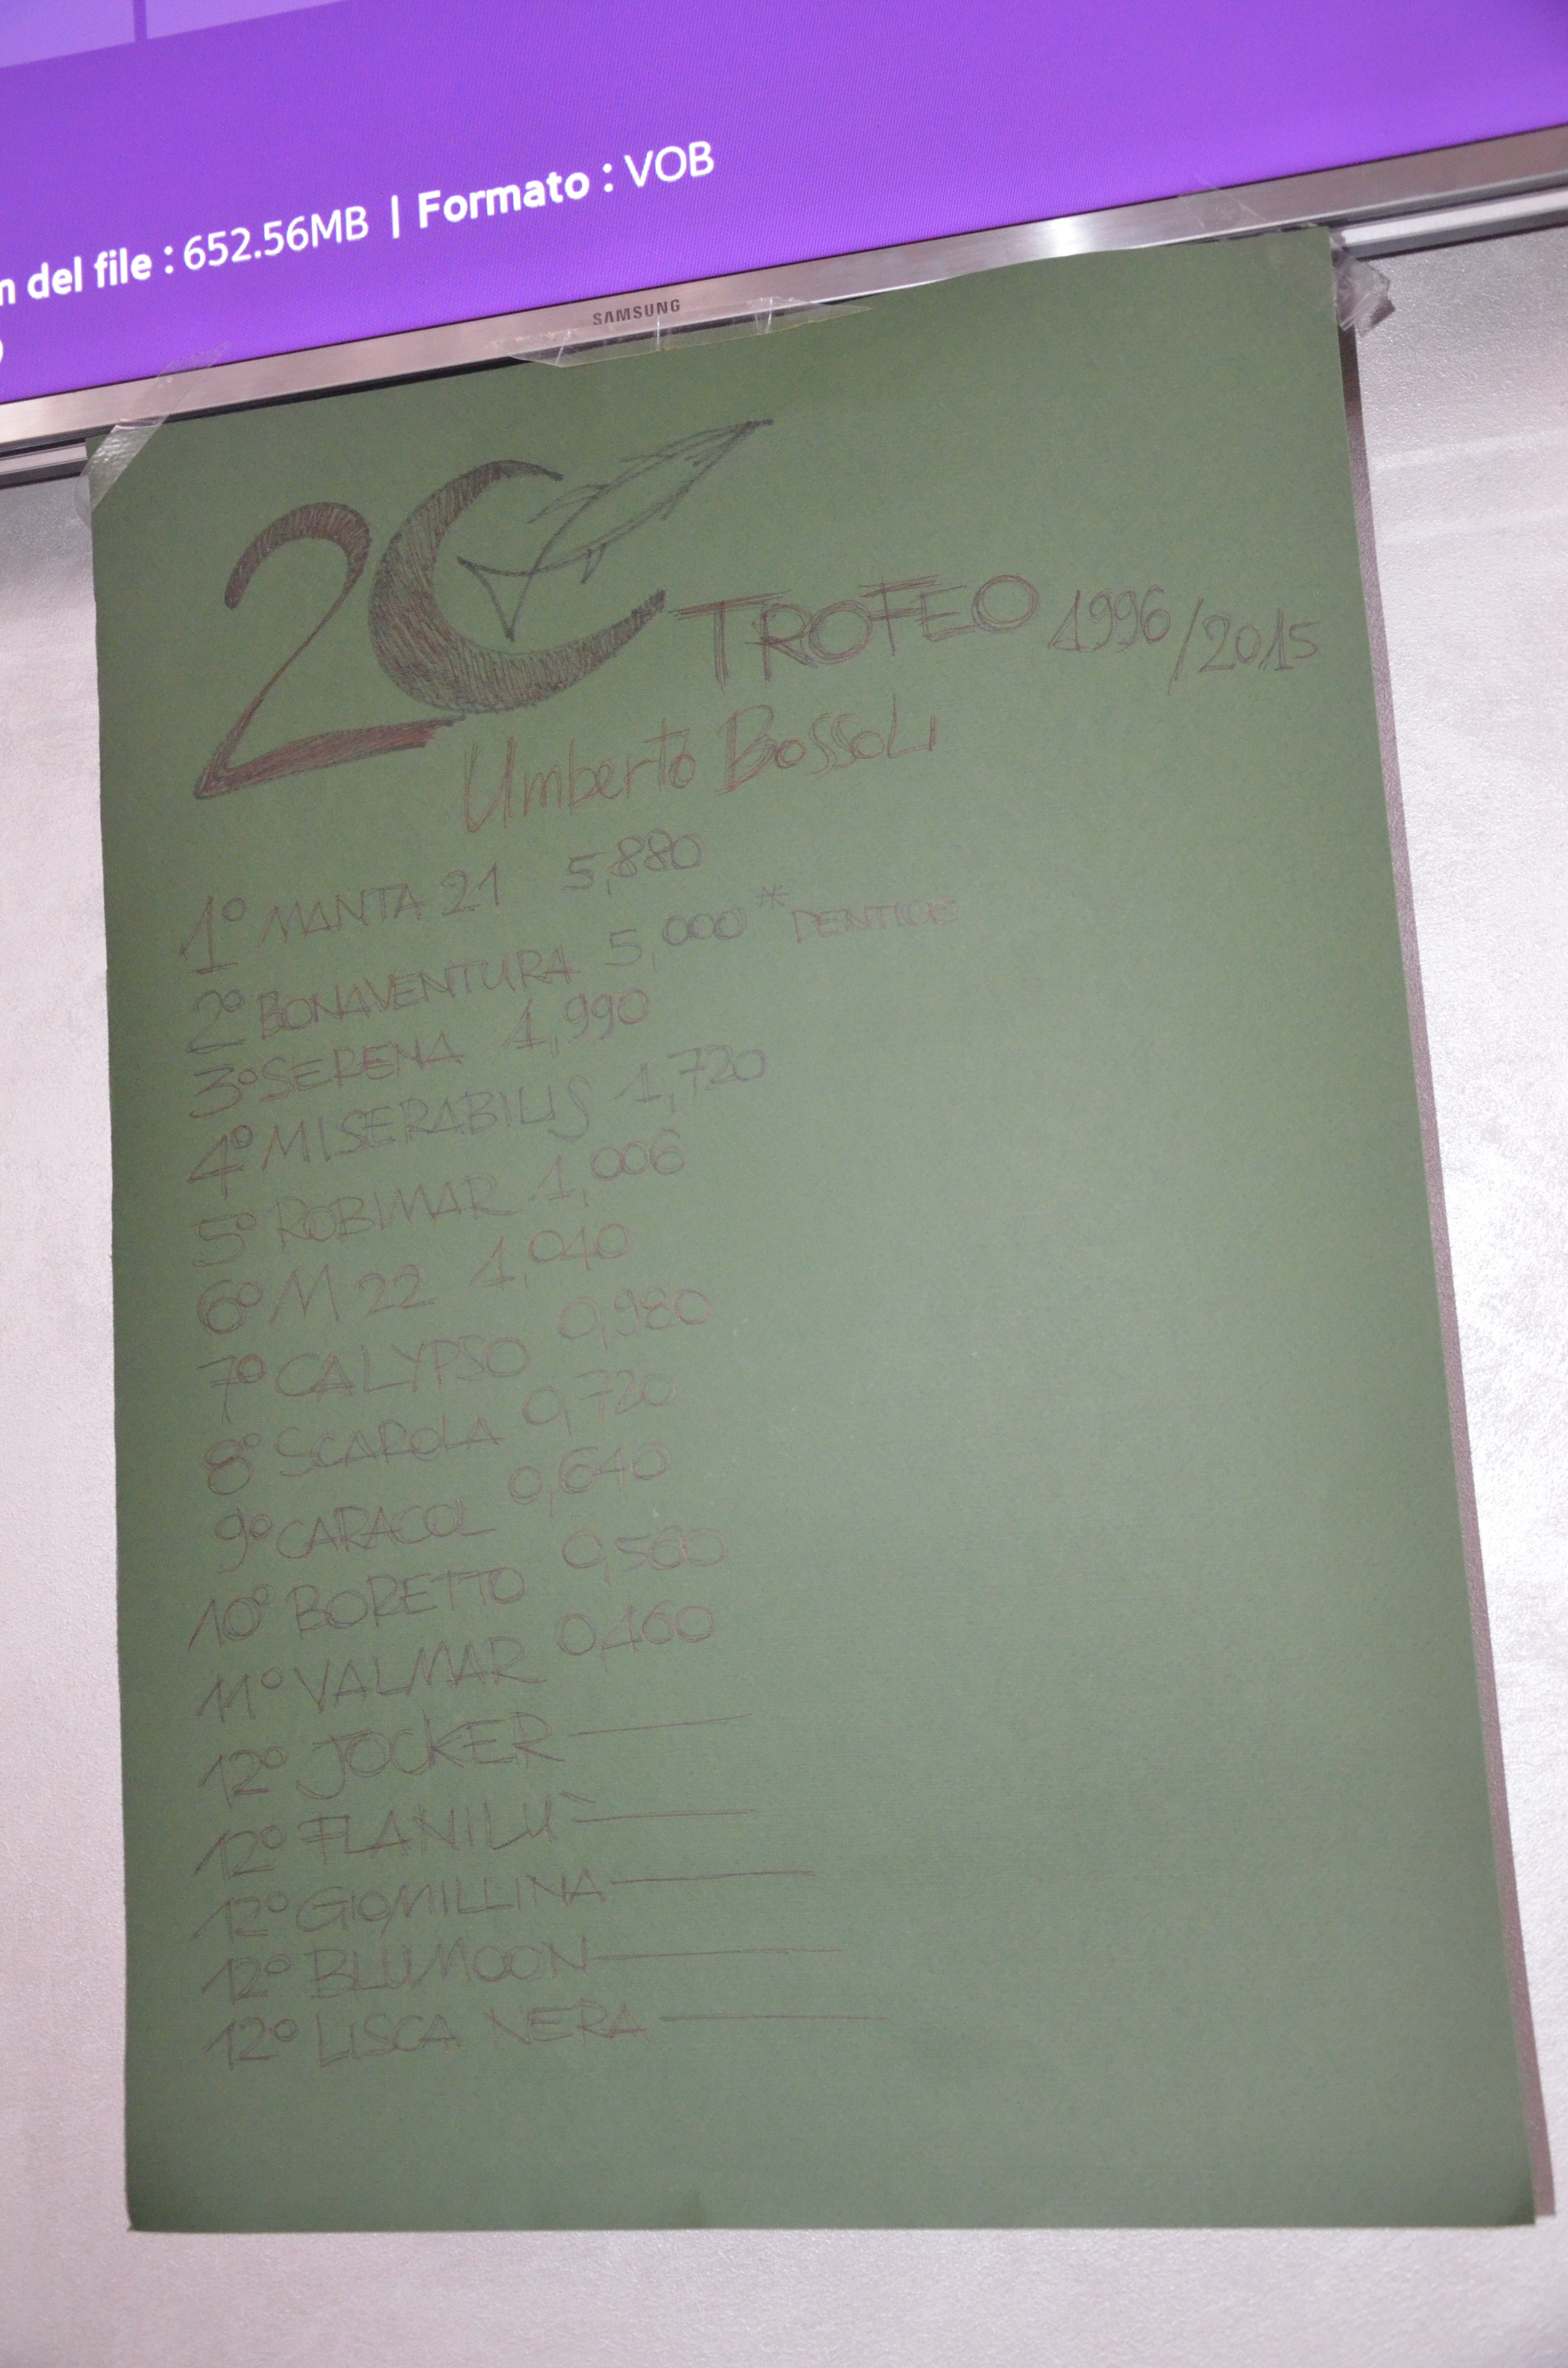 n del file : 652.56MB | Formato : VOB
SAMSUNG
20 TROFEO 1996/2015
Umberto Bossoli
1° MANTA 21 5,880
2° BONAVENTURA 5,000 * DENTICE
3° SERENA 1,990
4° MISERABILIS 1,720
5° ROBIMAR 1,006
6° M 22 1,040
7° CALYPSO 0,980
8° SCAROLA 0,720
9° CARACOL 0,640
10° BORETTO 0,560
11° VALMAR 0,460
12° JOCKER
12° FLANILÙ
12° GIOMILLINA
12° BLUMOON
12° LISCA NERA